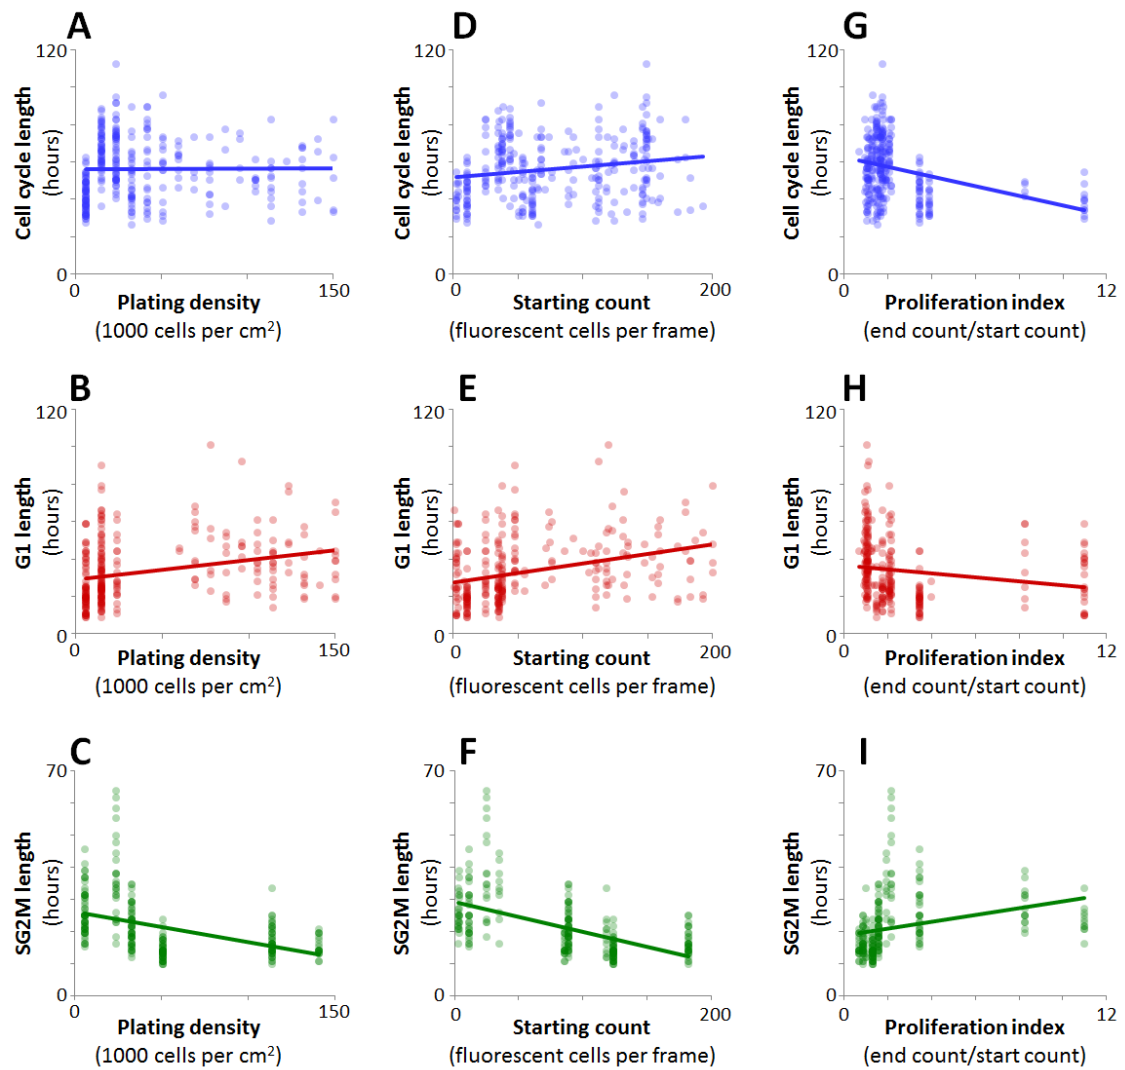 A
D
G
120
120
120
Cell cycle length
(hours)
Cell cycle length
(hours)
Cell cycle length
(hours)
0
0
0
0
150
0
200
0
12
Plating density
(1000 cells per cm²)
Starting count
(fluorescent cells per frame)
Proliferation index
(end count/start count)
B
E
H
120
120
120
G1 length
(hours)
G1 length
(hours)
G1 length
(hours)
0
0
0
0
150
0
200
0
12
Plating density
(1000 cells per cm²)
Starting count
(fluorescent cells per frame)
Proliferation index
(end count/start count)
C
F
I
70
70
70
SG2M length
(hours)
SG2M length
(hours)
SG2M length
(hours)
0
0
0
0
150
0
200
0
12
Plating density
(1000 cells per cm²)
Starting count
(fluorescent cells per frame)
Proliferation index
(end count/start count)